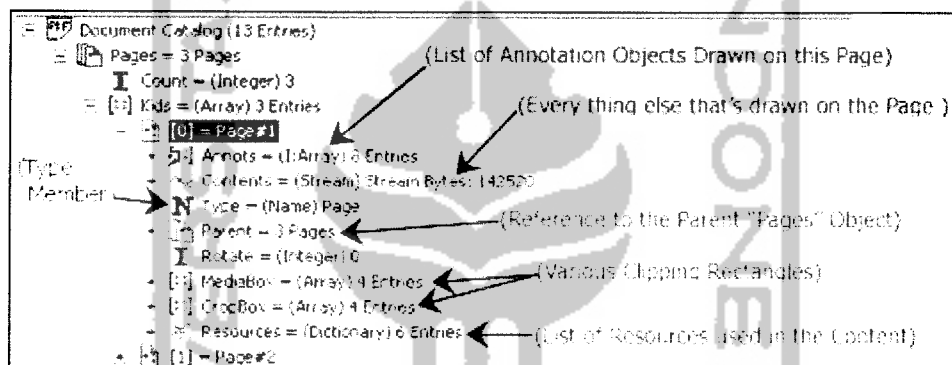 Document Catalog (13 Entries)
Pages = 3 Pages
(List of Annotation Objects Drawn on this Page)
I Count = (Integer) 3
Kids = (Array) 3 Entries
(Every thing else that's drawn on the Page )
[0] = Page#1
Annots = (I:Array) 8 Entries
(Type Member
Contents = (Stream) Stream Bytes: 142520
N Type = (Name) Page
Parent = 3 Pages
(Reference to the Parent "Pages" Object)
I Rotate = (Integer) 0
(Various Clipping Rectangles)
MediaBox = (Array) 4 Entries
CropBox = (Array) 4 Entries
Resources = (Dictionary) 6 Entries
(List of Resources used in the Content)
[1] = Page#2
NDONE